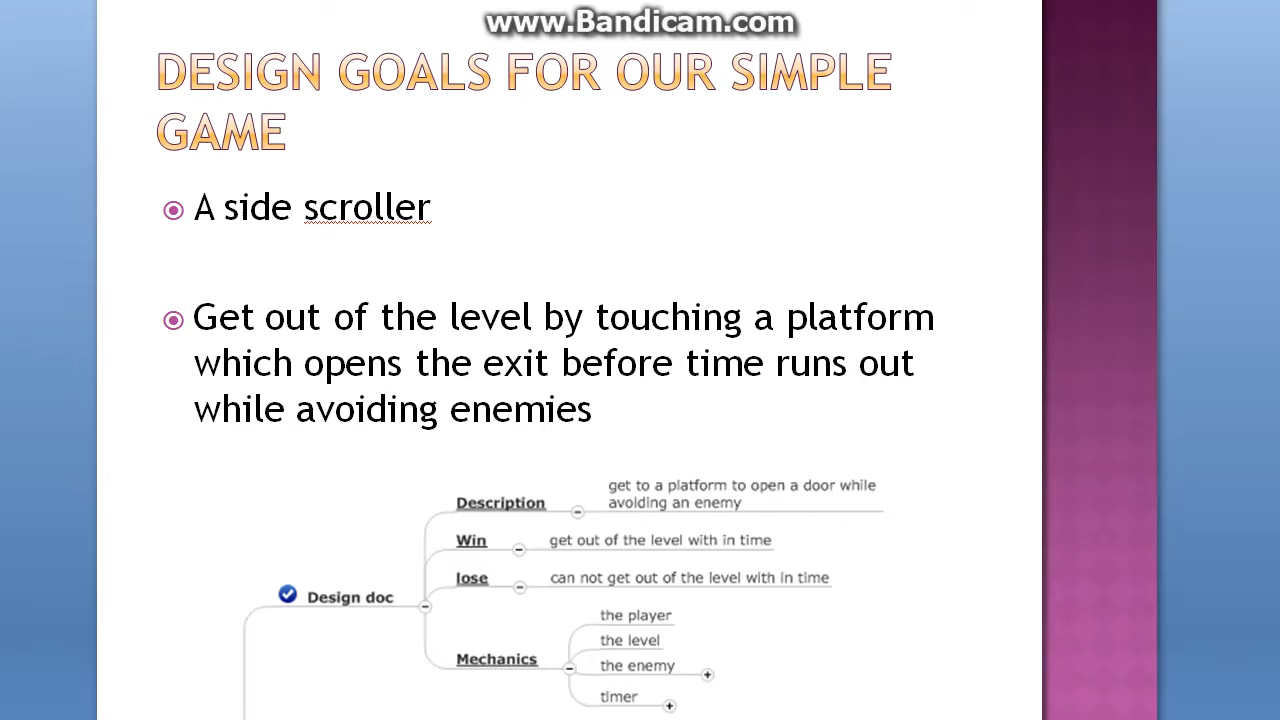 www.Bandicam.com
DESIGN GOALS FOR OUR SIMPLE
GAME
A side scroller
Get out of the level by touching a platform
which opens the exit before time runs out
while avoiding enemies
get to a platform to open a door while
avoiding an enemy
Description
Win
get out of the level with in time
lose
can not get out of the level with in time
Design doc
the player
the level
Mechanics
the enemy
timer